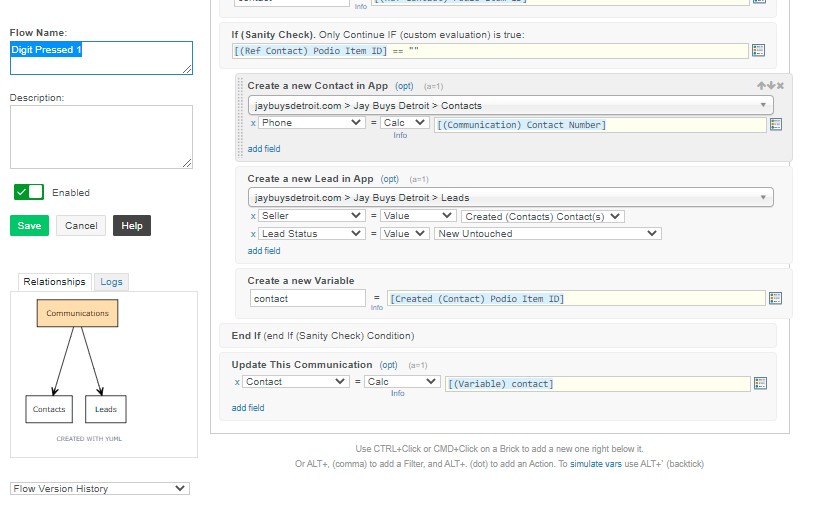 Flow Name:
Digit Pressed 1
Description:
Enabled
Save Cancel Help
Relationships Logs
Communications
Contacts Leads
CREATED WITH YUML
Flow Version History
Info
If (Sanity Check). Only Continue IF (custom evaluation) is true:
[(Ref Contact) Podio Item ID] == ""
Create a new Contact in App (opt) (a=1)
jaybuysdetroit.com > Jay Buys Detroit > Contacts
x Phone = Calc [(Communication) Contact Number]
Info
add field
Create a new Lead in App (opt) (a=1)
jaybuysdetroit.com > Jay Buys Detroit > Leads
x Seller = Value Created (Contacts) Contact(s)
x Lead Status = Value New Untouched
add field
Create a new Variable
contact = [Created (Contact) Podio Item ID]
Info
End If (end If (Sanity Check) Condition)
Update This Communication (opt) (a=1)
x Contact = Calc [(Variable) contact]
Info
add field
Use CTRL+Click or CMD+Click on a Brick to add a new one right below it.
Or ALT+, (comma) to add a Filter, and ALT+. (dot) to add an Action. To simulate vars use ALT+` (backtick)